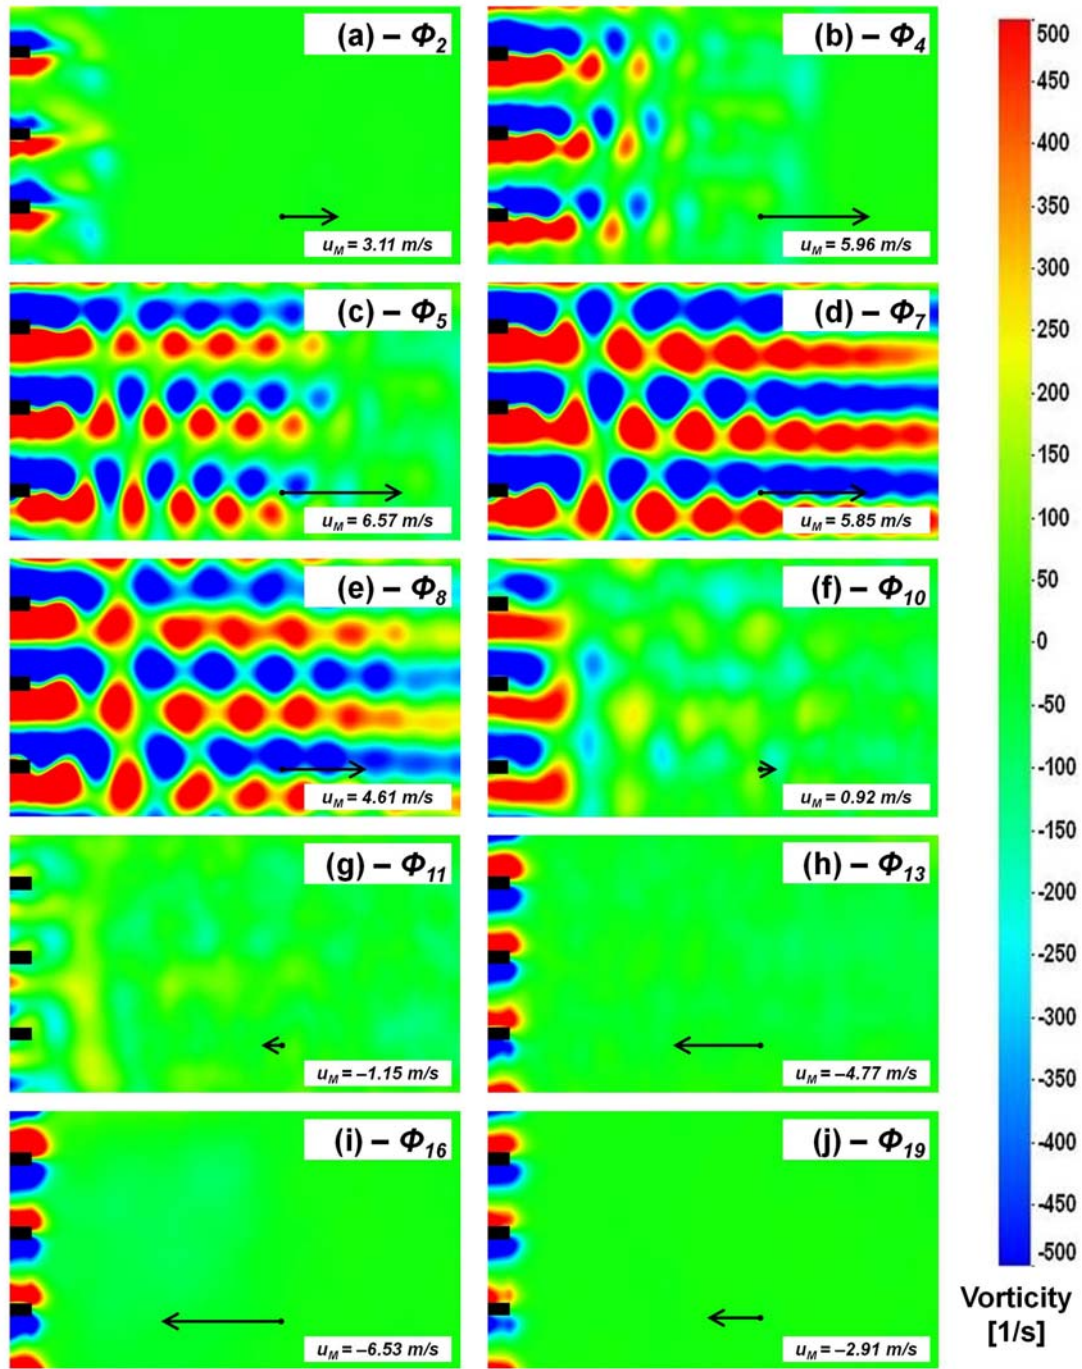 (a) – Φ2
u_M = 3.11 m/s
(b) – Φ4
u_M = 5.96 m/s
(c) – Φ5
u_M = 6.57 m/s
(d) – Φ7
u_M = 5.85 m/s
(e) – Φ8
u_M = 4.61 m/s
(f) – Φ10
u_M = 0.92 m/s
(g) – Φ11
u_M = –1.15 m/s
(h) – Φ13
u_M = –4.77 m/s
(i) – Φ16
u_M = –6.53 m/s
(j) – Φ19
u_M = –2.91 m/s
500
450
400
350
300
250
200
150
100
50
0
-50
-100
-150
-200
-250
-300
-350
-400
-450
-500
Vorticity
[1/s]